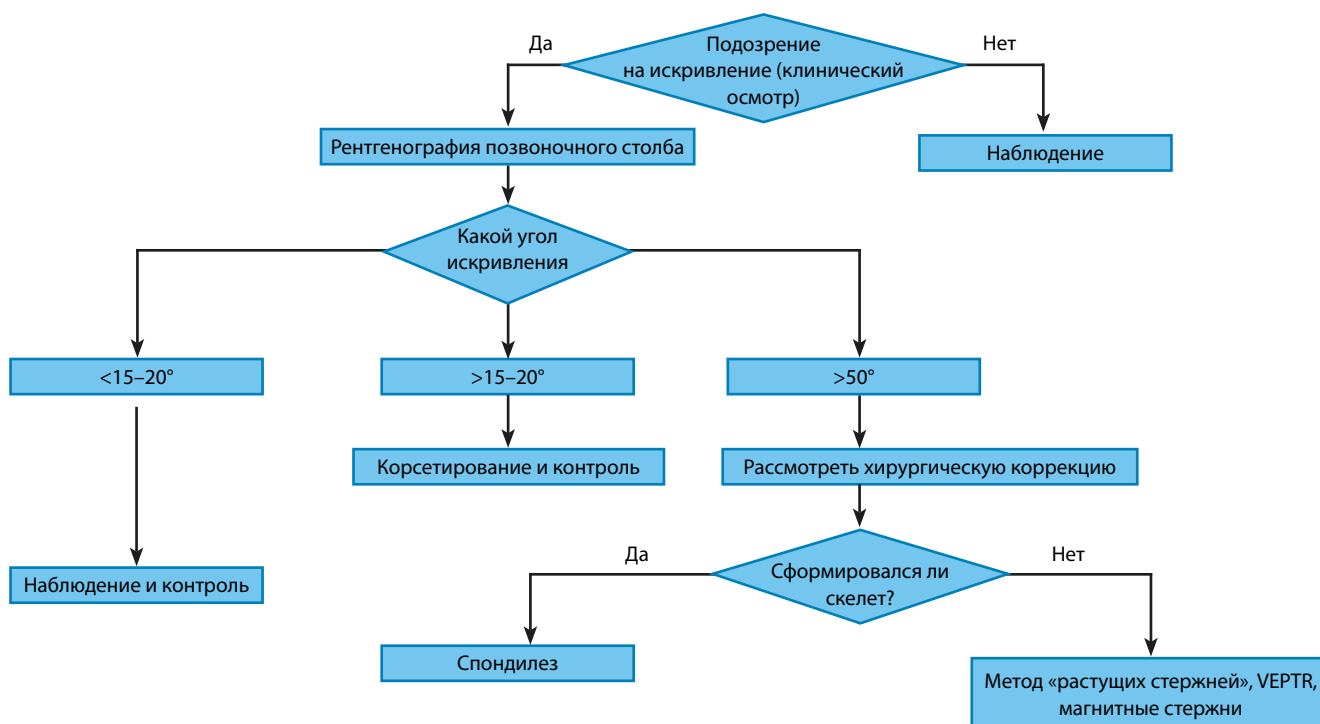 Да
Подозрение
на искривление (клинический
осмотр)
Нет
Рентгенография позвоночного столба
Наблюдение
Какой угол
искривления
<15–20°
>15–20°
>50°
Корсетирование и контроль
Рассмотреть хирургическую коррекцию
Наблюдение и контроль
Да
Сформировался ли
скелет?
Нет
Спондилез
Метод «растущих стержней», VEPTR,
магнитные стержни